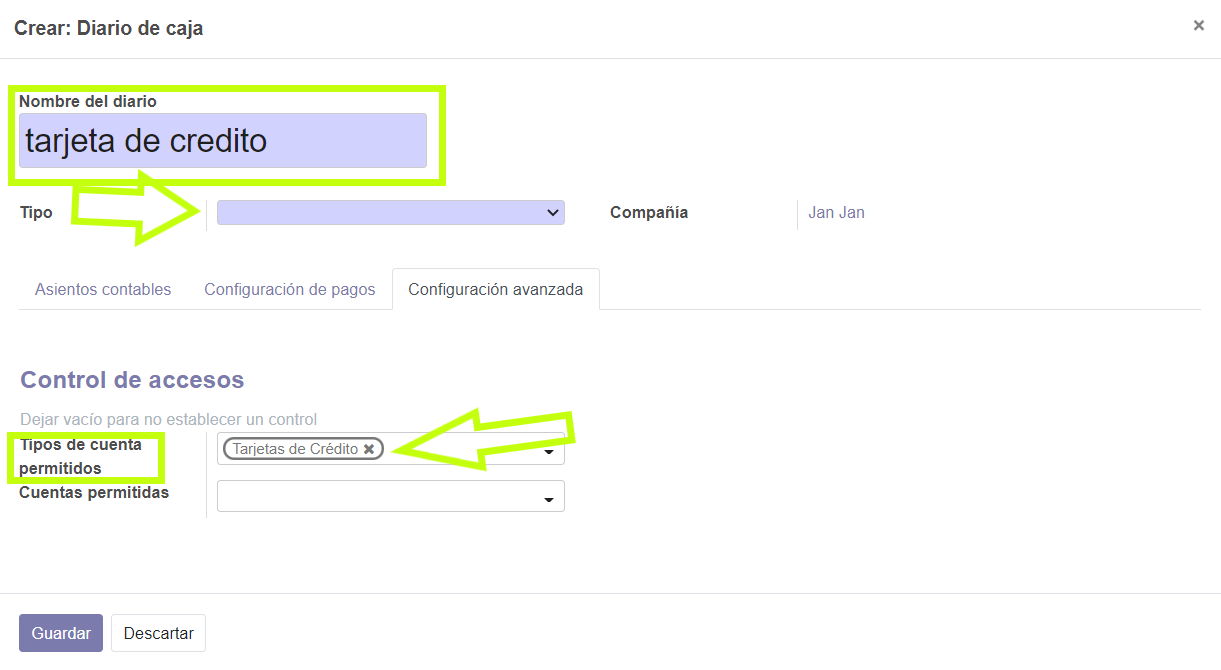 Crear: Diario de caja
×
Nombre del diario
tarjeta de credito
Tipo
Compañía Jan Jan
Asientos contables Configuración de pagos Configuración avanzada
Control de accesos
Dejar vacío para no establecer un control
Tipos de cuenta
permitidos
Tarjetas de Crédito ×
Cuentas permitidas
Guardar Descartar